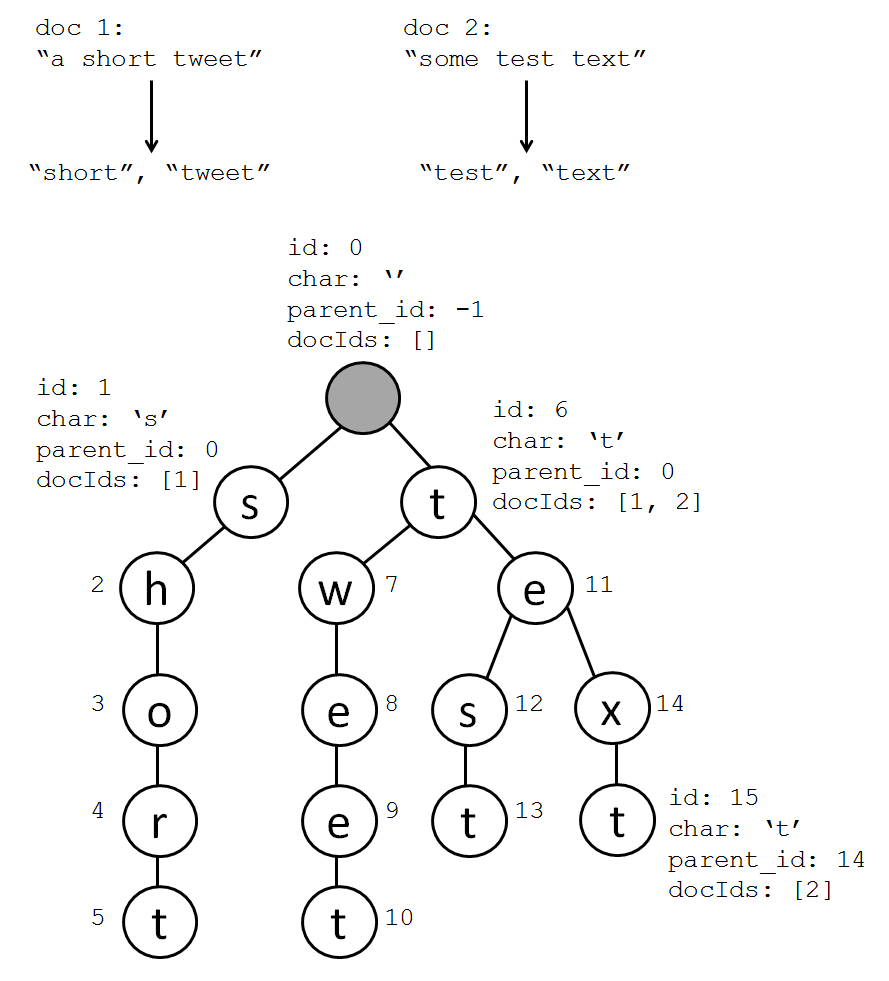 doc 1:
“a short tweet”
doc 2:
“some test text”
“short”, “tweet”
“test”, “text”
id: 0
char: ‘’
parent_id: -1
docIds: []
id: 1
char: ‘s’
parent_id: 0
docIds: [1]
id: 6
char: ‘t’
parent_id: 0
docIds: [1, 2]
s
t
2
h
w
7
e
11
3
o
e
8
s
12
x
14
4
r
e
9
t
13
t
id: 15
char: ‘t’
parent_id: 14
docIds: [2]
5
t
t
10